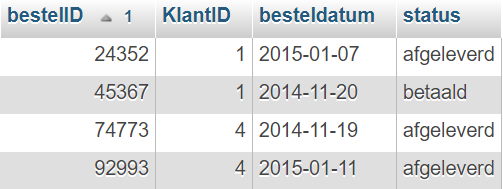 bestelID 1 KlantID besteldatum status
24352 1 2015-01-07 afgeleverd
45367 1 2014-11-20 betaald
74773 4 2014-11-19 afgeleverd
92993 4 2015-01-11 afgeleverd